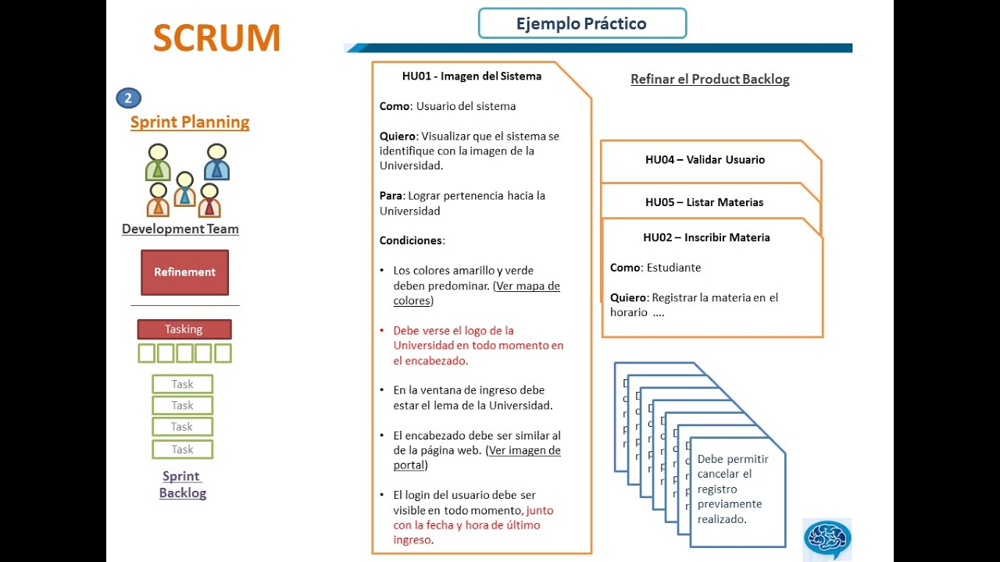 SCRUM
Ejemplo Práctico
2
Sprint Planning
Development Team
Refinement
Tasking
Task
Task
Task
Task
Sprint
Backlog
HU01 - Imagen del Sistema
Como: Usuario del sistema
Quiero: Visualizar que el sistema se
identifique con la imagen de la
Universidad.
Para: Lograr pertenencia hacia la
Universidad
Condiciones:
• Los colores amarillo y verde
deben predominar. (Ver mapa de
colores)
• Debe verse el logo de la
Universidad en todo momento en
el encabezado.
• En la ventana de ingreso debe
estar el lema de la Universidad.
• El encabezado debe ser similar al
de la página web. (Ver imagen de
portal)
• El login del usuario debe ser
visible en todo momento, junto
con la fecha y hora de último
ingreso.
Refinar el Product Backlog
HU04 – Validar Usuario
HU05 – Listar Materias
HU02 – Inscribir Materia
Como: Estudiante
Quiero: Registrar la materia en el
horario ....
Debe permitir
cancelar el
registro
previamente
realizado.